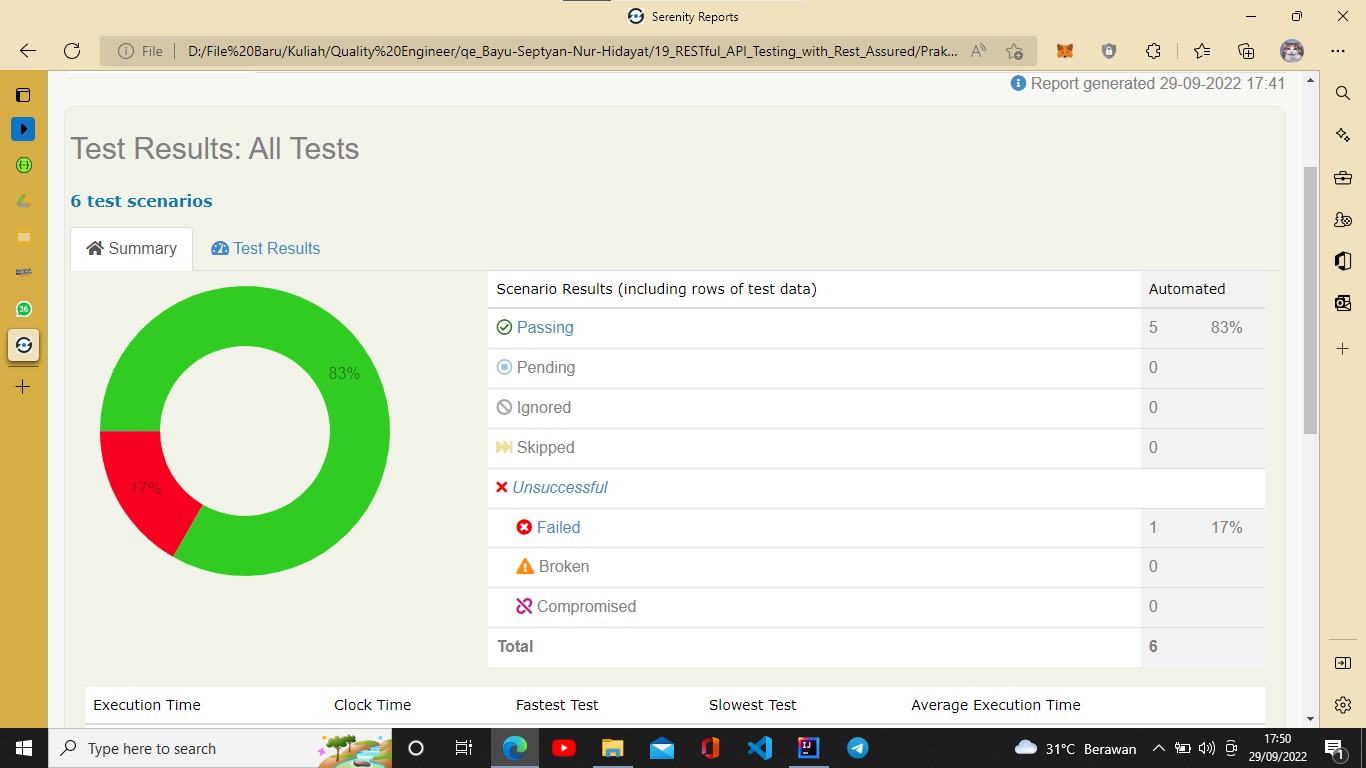 Serenity Reports
File
D:/File%20Baru/Kuliah/Quality%20Engineer/qe_Bayu-Septyan-Nur-Hidayat/19_RESTful_API_Testing_with_Rest_Assured/Prak...
Report generated 29-09-2022 17:41
Test Results: All Tests
6 test scenarios
Summary
Test Results
Scenario Results (including rows of test data) Automated
Passing 5 83%
Pending 0
Ignored 0
Skipped 0
Unsuccessful
Failed 1 17%
Broken 0
Compromised 0
Total 6
83%
17%
Execution Time Clock Time Fastest Test Slowest Test Average Execution Time
36
Type here to search
31°C Berawan
17:50
29/09/2022
1